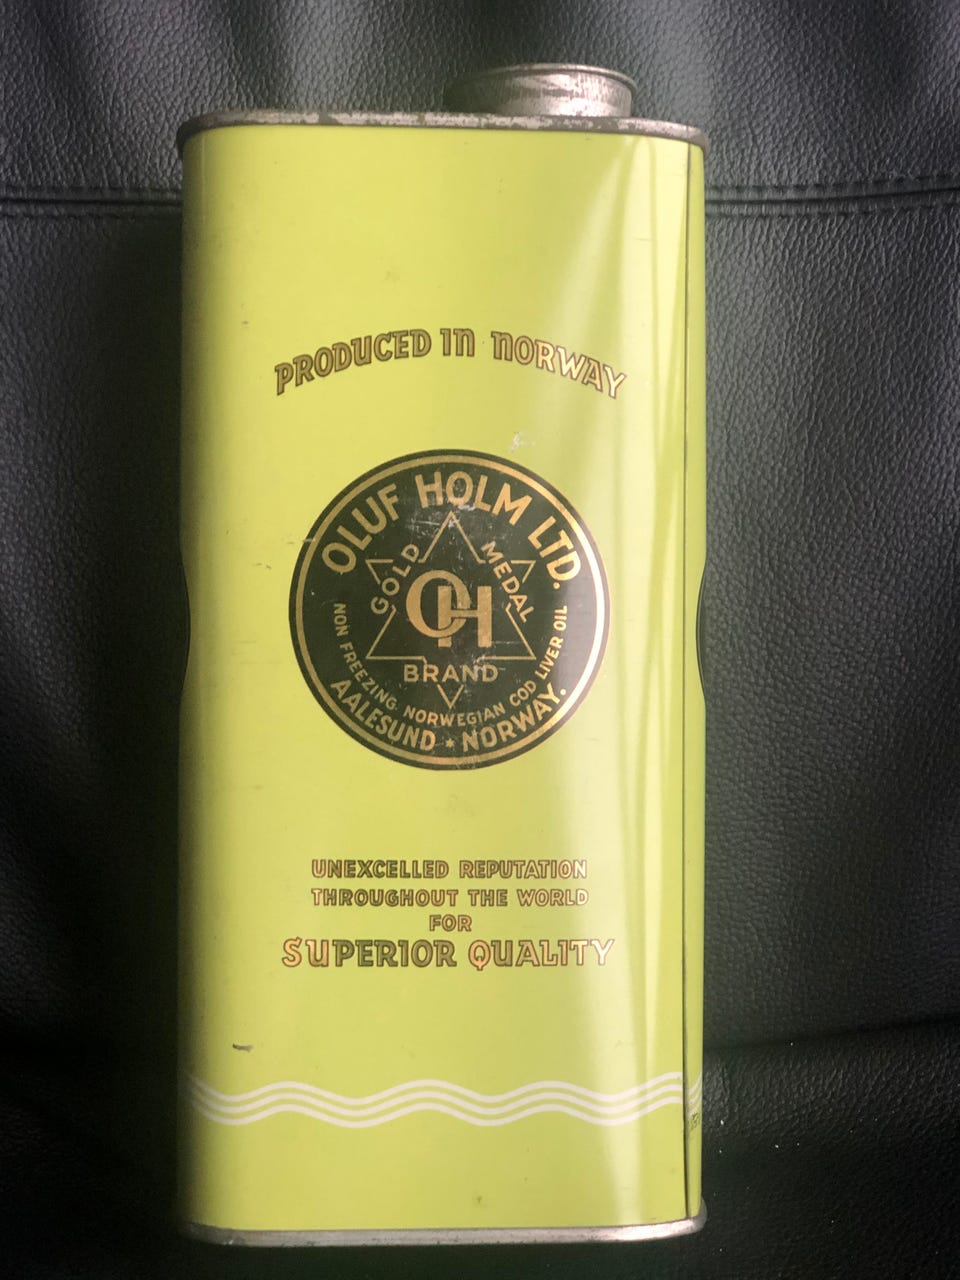 PRODUCED IN NORWAY
OLUF HOLM LTD.
GOLD MEDAL
OH
BRAND
NON FREEZING NORWEGIAN COD LIVER OIL
AALESUND * NORWAY.
UNEXCELLED REPUTATION
THROUGHOUT THE WORLD
FOR
SUPERIOR QUALITY